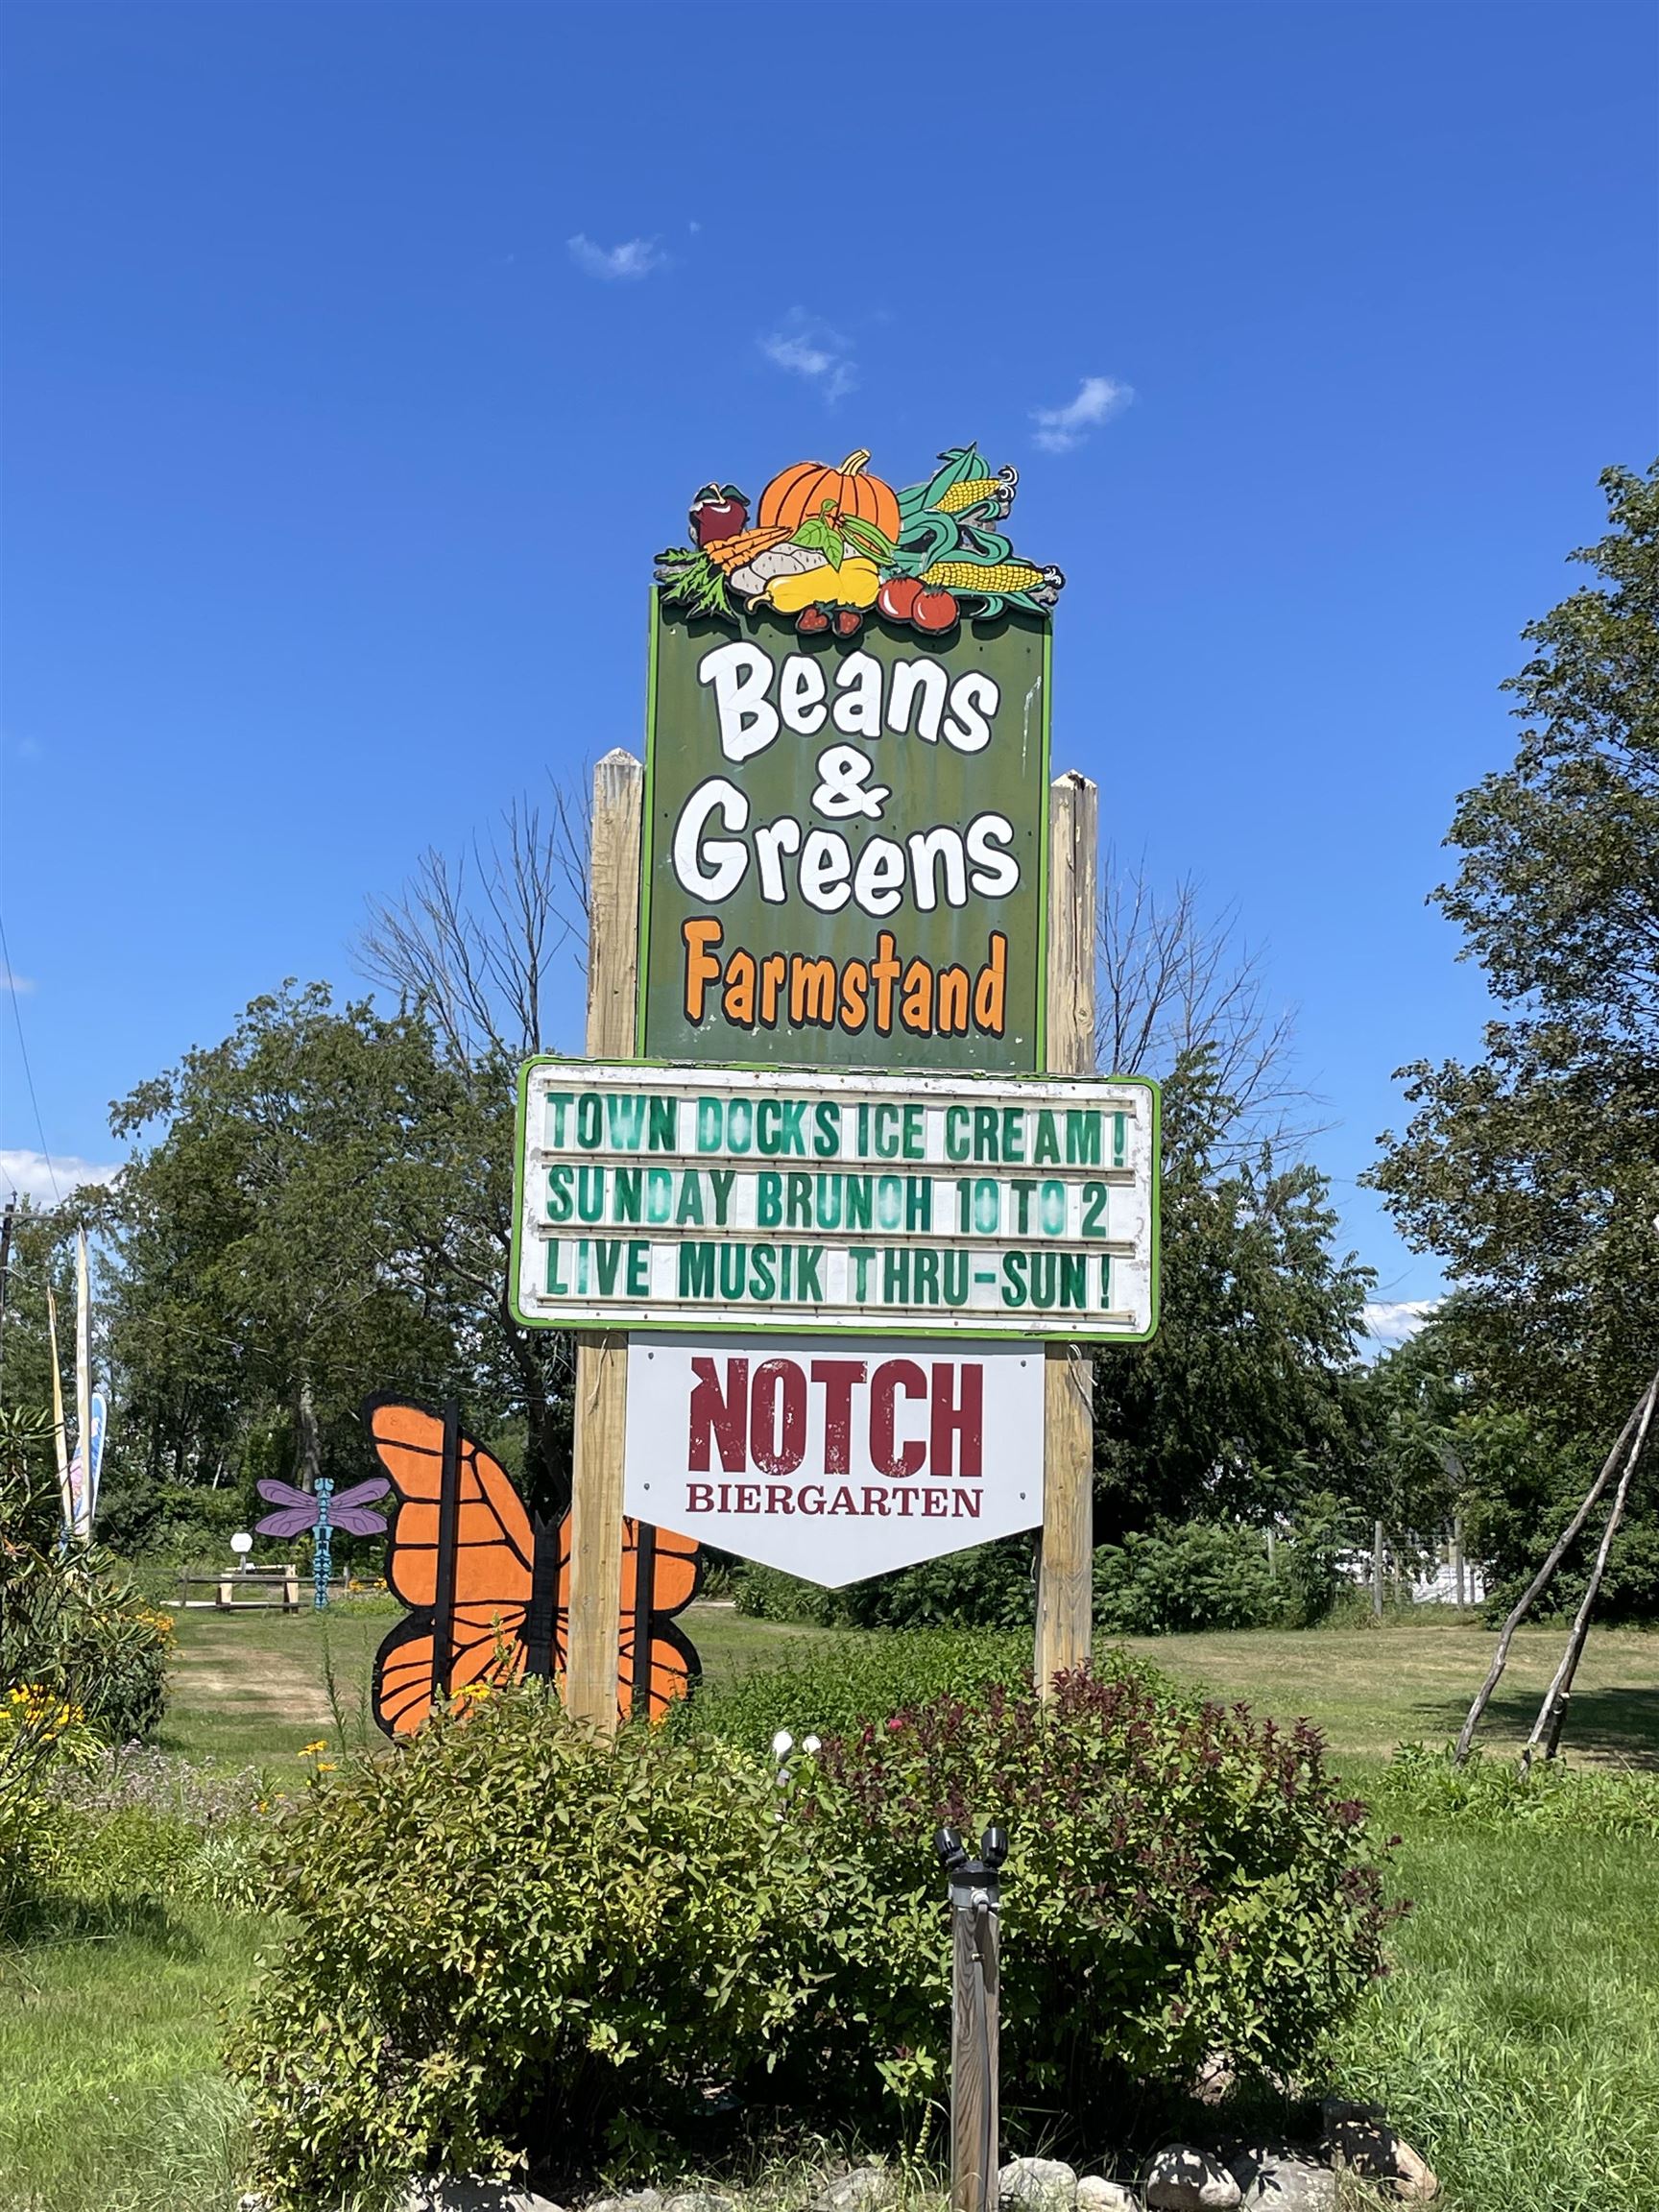 Beans
&
Greens
Farmstand
TOWN DOCKS ICE CREAM!
SUNDAY BRUNCH 10 TO 2
LIVE MUSIK THRU-SUN!
NOTCH
BIERGARTEN